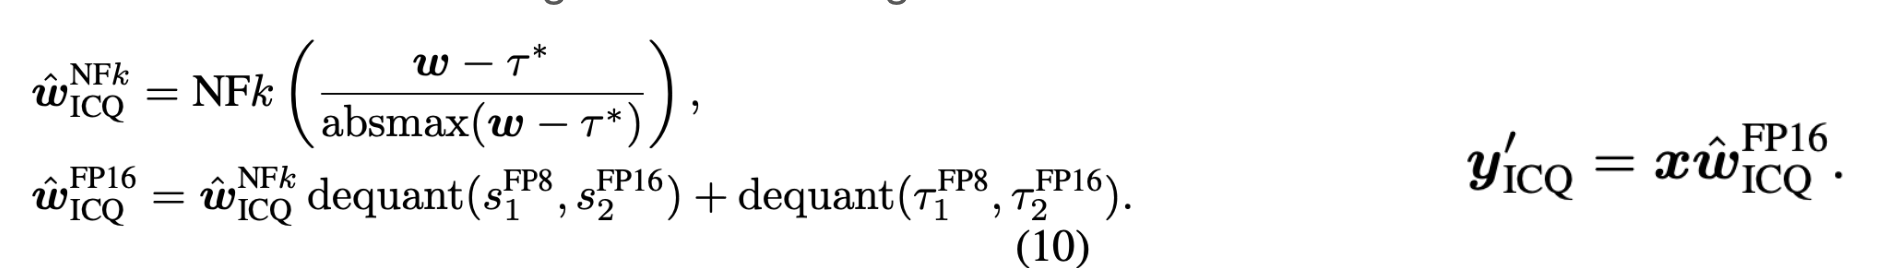 ŵ_ICQ^NFk = NFk ( (w − τ*) / absmax(w − τ*) ) ,
ŵ_ICQ^FP16 = ŵ_ICQ^NFk dequant(s_1^FP8, s_2^FP16) + dequant(τ_1^FP8, τ_2^FP16).
(10)
y′_ICQ = xŵ_ICQ^FP16.